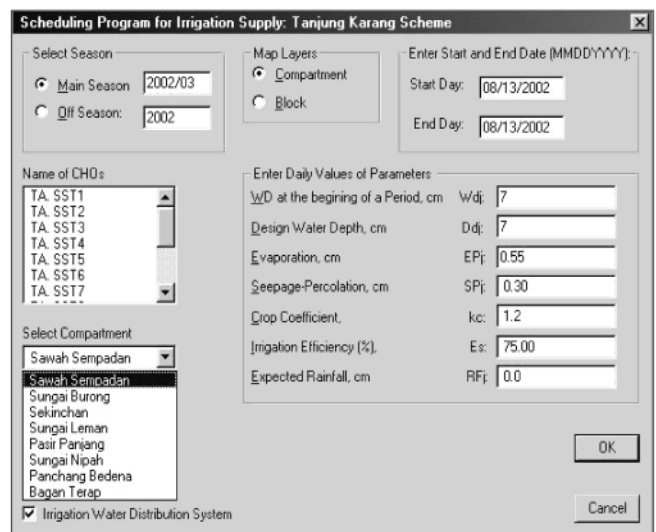 Scheduling Program for Irrigation Supply: Tanjung Karang Scheme
Select Season
Main Season 2002/03
Off Season: 2002
Map Layers
Compartment
Block
Enter Start and End Date (MMDDYYYY):
Start Day: 08/13/2002
End Day: 08/13/2002
Name of CHOs
TA. SST1
TA. SST2
TA. SST3
TA. SST4
TA. SST5
TA. SST6
TA. SST7
Enter Daily Values of Parameters
WD at the begining of a Period, cm Wdj: 7
Design Water Depth, cm Ddj: 7
Evaporation, cm EPj: 0.55
Seepage-Percolation, cm SPj: 0.30
Crop Coefficient, kc: 1.2
Irrigation Efficiency (%), Es: 75.00
Expected Rainfall, cm RFj: 0.0
Select Compartment
Sawah Sempadan
Sawah Sempadan
Sungai Burong
Sekinchan
Sungai Leman
Pasir Panjang
Sungai Nipah
Panchang Bedena
Bagan Terap
Irrigation Water Distribution System
OK
Cancel